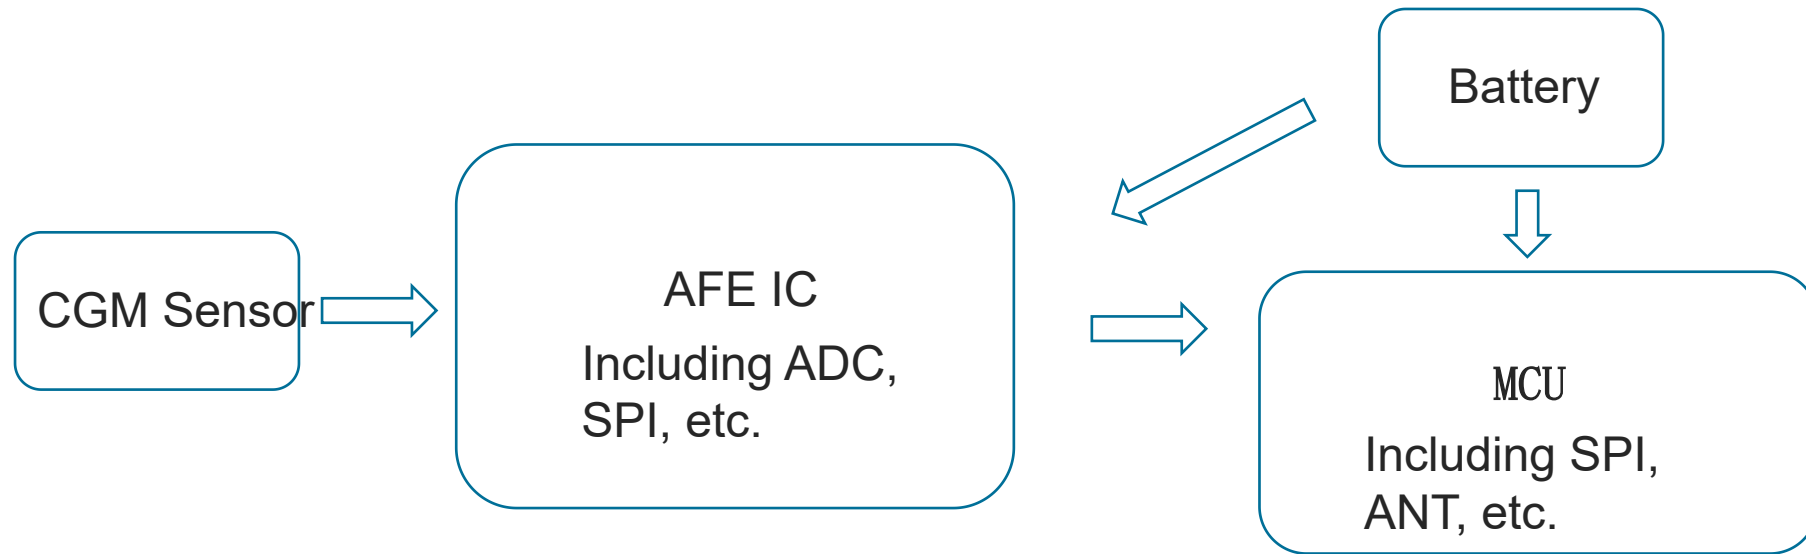 Battery
CGM Sensor
AFE IC
Including ADC,
SPI, etc.
MCU
Including SPI,
ANT, etc.